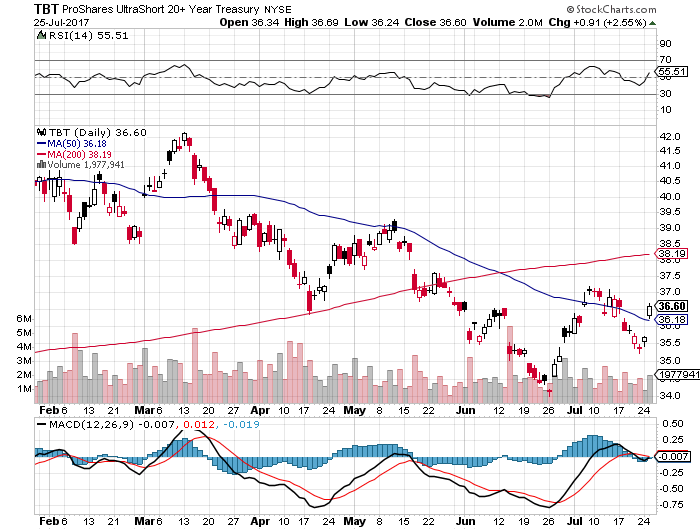 TBT ProShares UltraShort 20+ Year Treasury NYSE © StockCharts.com
25-Jul-2017 Open 36.34 High 36.69 Low 36.24 Close 36.60 Volume 2.0M Chg +0.91 (+2.55%)
RSI(14) 55.51
90
70
55.51
50
30
10
TBT (Daily) 36.60
MA(50) 36.18
MA(200) 38.19
Volume 1,977,941
42.0
41.5
41.0
40.5
40.0
39.5
39.0
38.5
38.19
38.0
37.5
37.0
36.60
36.18
36.0
35.5
35.0
34.5
34.0
1977941
6M
5M
4M
3M
2M
1M
Feb 6 13 21 Mar 6 13 20 27 Apr 10 17 24 May 8 15 22 Jun 12 19 26 Jul 10 17 24
MACD(12,26,9) -0.007, 0.012, -0.019
0.50
0.25
-0.007
-0.25
-0.50
-0.75
Feb 6 13 21 Mar 6 13 20 27 Apr 10 17 24 May 8 15 22 Jun 12 19 26 Jul 10 17 24